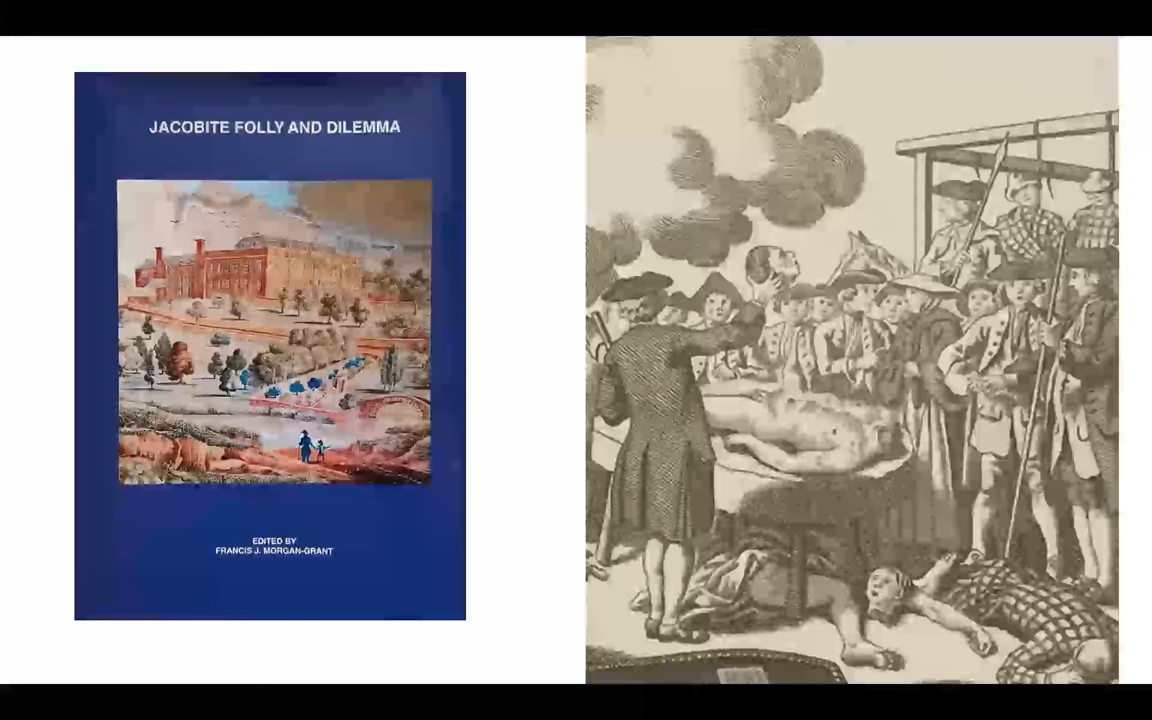 JACOBITE FOLLY AND DILEMMA
EDITED BY
FRANCIS J. MORGAN-GRANT